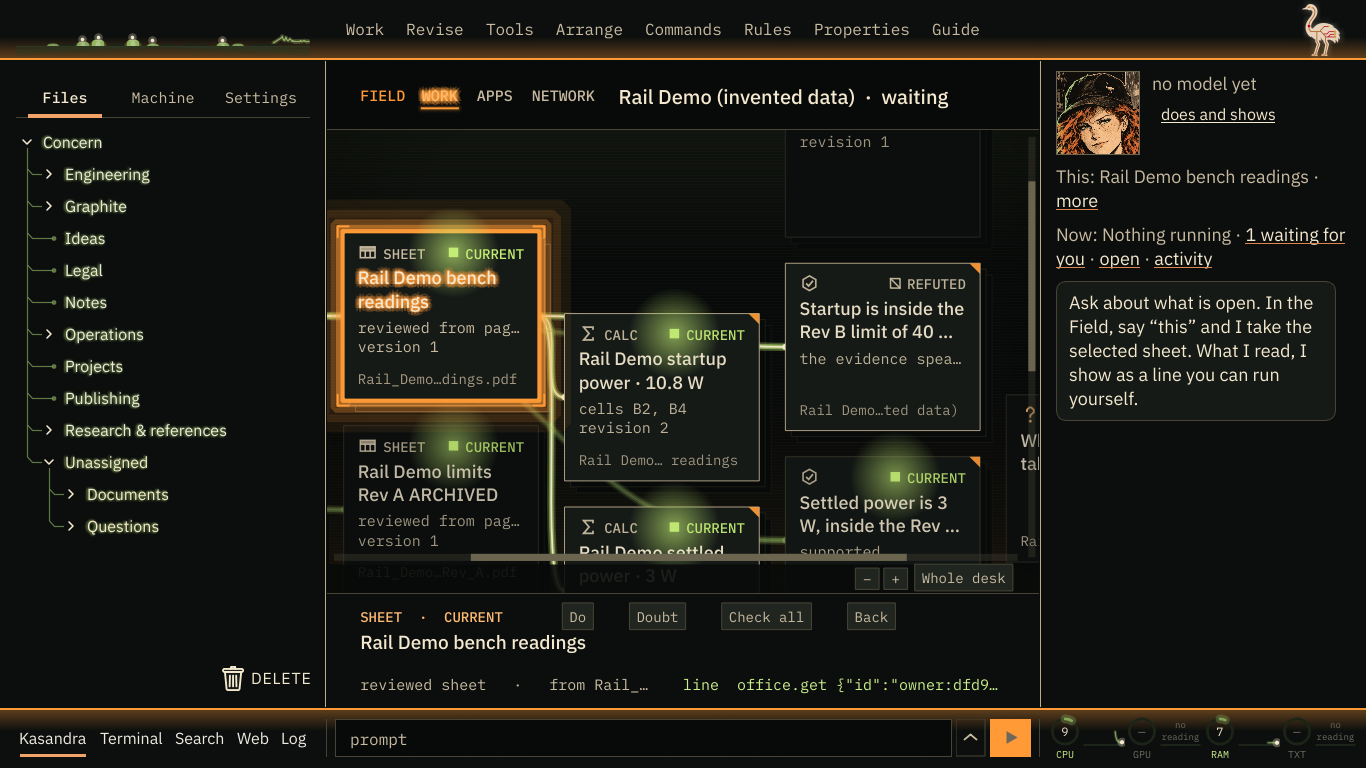 Work Revise Tools Arrange Commands Rules Properties Guide
Files Machine Settings
Concern
Engineering
Graphite
Ideas
Legal
Notes
Operations
Projects
Publishing
Research & references
Unassigned
Documents
Questions
DELETE
FIELD WORK APPS NETWORK Rail Demo (invented data) · waiting
revision 1
SHEET CURRENT
Rail Demo bench
readings
reviewed from pag…
version 1
Rail_Demo…dings.pdf
SHEET CURRENT
Rail Demo limits
Rev A ARCHIVED
reviewed from pag…
version 1
Rail_Demo…Rev_A.pdf
CALC CURRENT
Rail Demo startup
power · 10.8 W
cells B2, B4
revision 2
Rail Demo… readings
CALC CURRENT
Rail Demo settled
power · 3 W
REFUTED
Startup is inside the
Rev B limit of 40 …
the evidence spea…
Rail Demo…ted data)
CURRENT
Settled power is 3
W, inside the Rev …
supported
?
− + Whole desk
SHEET · CURRENT Do Doubt Check all Back
Rail Demo bench readings
reviewed sheet · from Rail_… line office.get {"id":"owner:dfd9…
no model yet
does and shows
This: Rail Demo bench readings ·
more
Now: Nothing running · 1 waiting for
you · open · activity
Ask about what is open. In the
Field, say “this” and I take the
selected sheet. What I read, I
show as a line you can run
yourself.
Kasandra Terminal Search Web Log
prompt
9 CPU
– GPU
no
reading
7 RAM
– TXT
no
reading